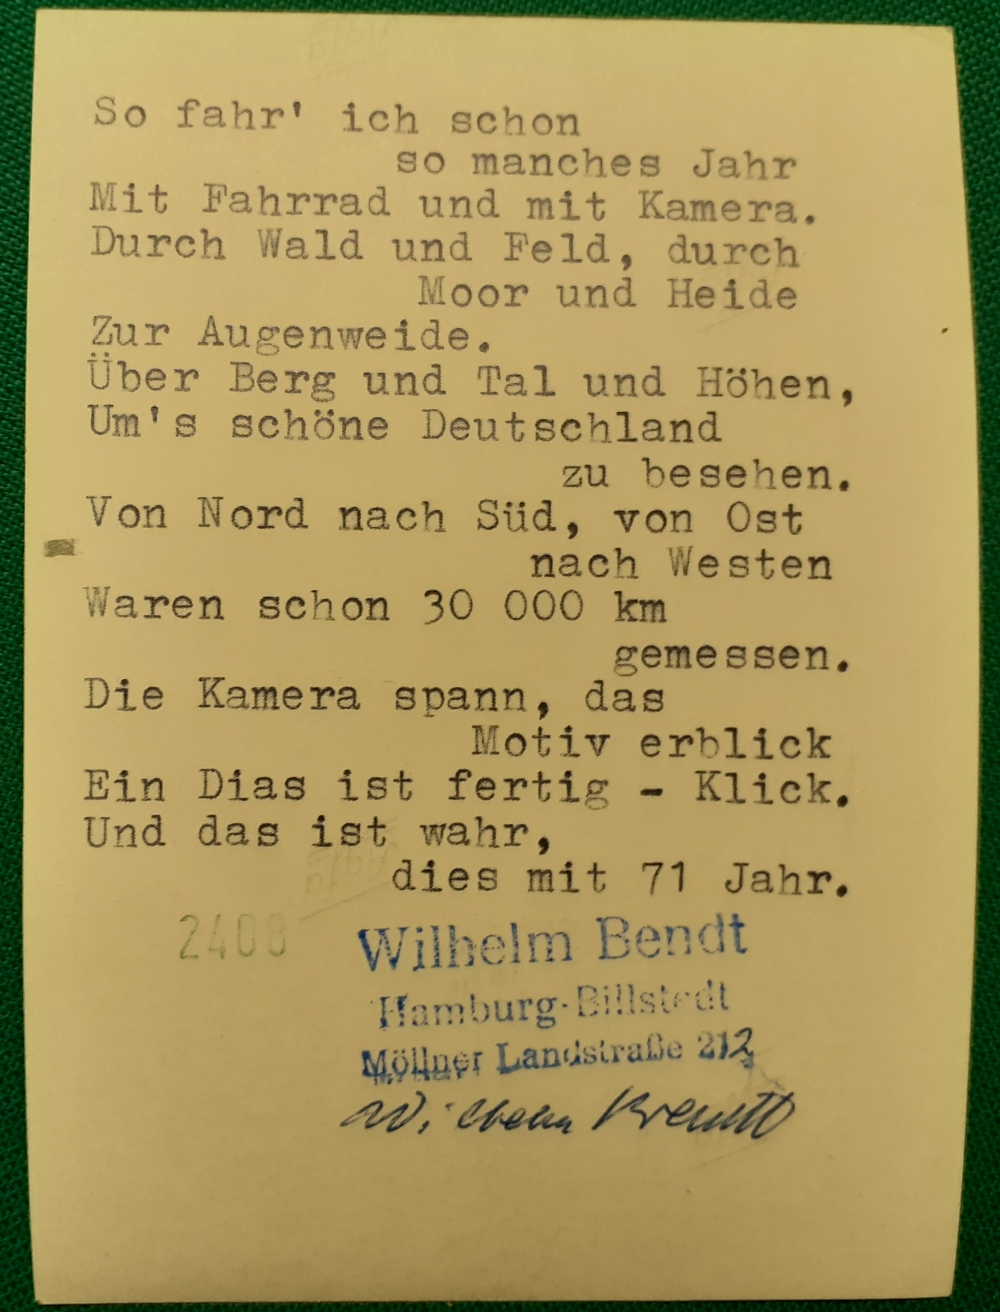 So fahr' ich schon
so manches Jahr
Mit Fahrrad und mit Kamera.
Durch Wald und Feld, durch
Moor und Heide
Zur Augenweide.
Über Berg und Tal und Höhen,
Um's schöne Deutschland
zu besehen.
Von Nord nach Süd, von Ost
nach Westen
Waren schon 30 000 km
gemessen.
Die Kamera spann, das
Motiv erblick
Ein Dias ist fertig - Klick.
Und das ist wahr,
dies mit 71 Jahr.
2408
Wilhelm Bendt
Hamburg-Billstedt
Möllner Landstraße 212
Wilhelm